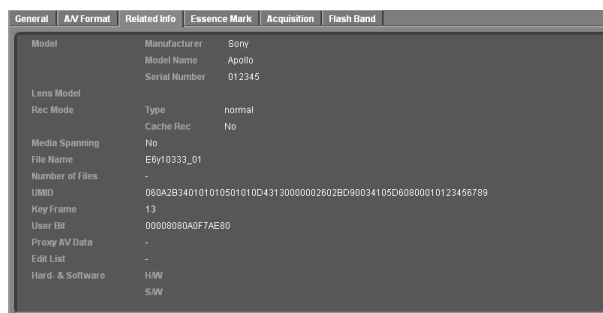 General A/V Format Related Info Essence Mark Acquisition Flash Band
Model Manufacturer Sony
Model Name Apollo
Serial Number 012345
Lens Model
Rec Mode Type normal
Cache Rec No
Media Spanning No
File Name E6y10333_01
Number of Files -
UMID 060A2B340101010501010D43130000002602BD90034105D60800010123456789
Key Frame 13
User Bit 00008080A0F7AE80
Proxy AV Data -
Edit List -
Hard- & Software H/W
S/W